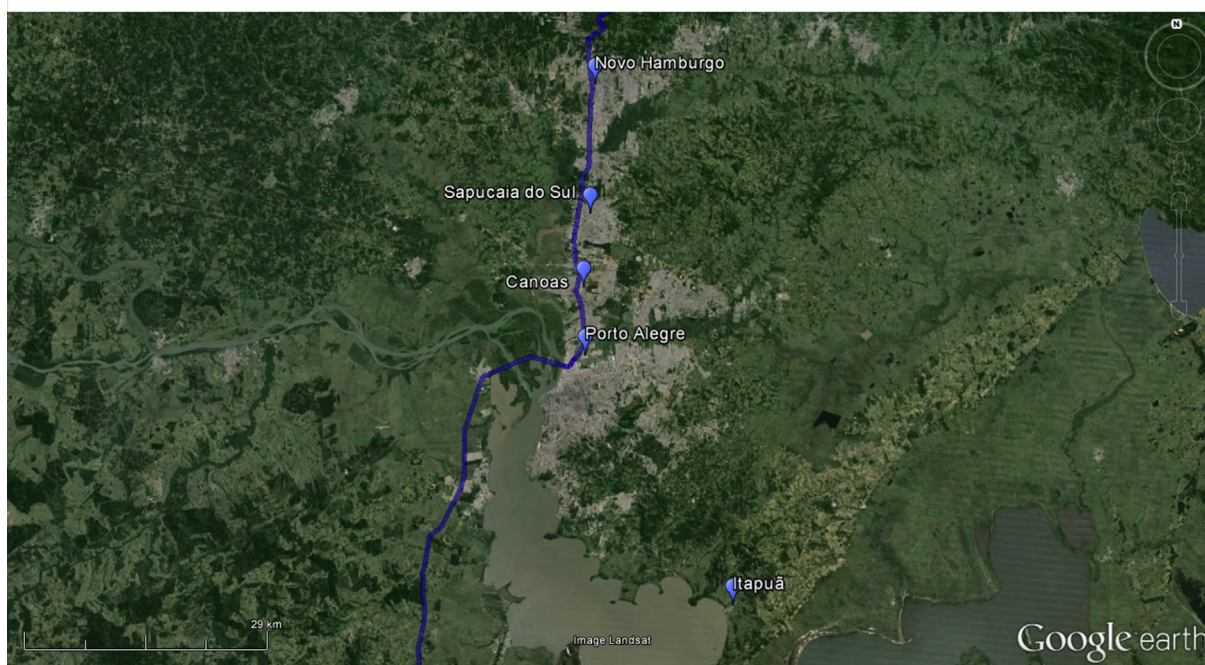 N
Novo Hamburgo
Sapucaia do Sul
Canoas
Porto Alegre
Itapuã
29 km
Image Landsat
Google earth